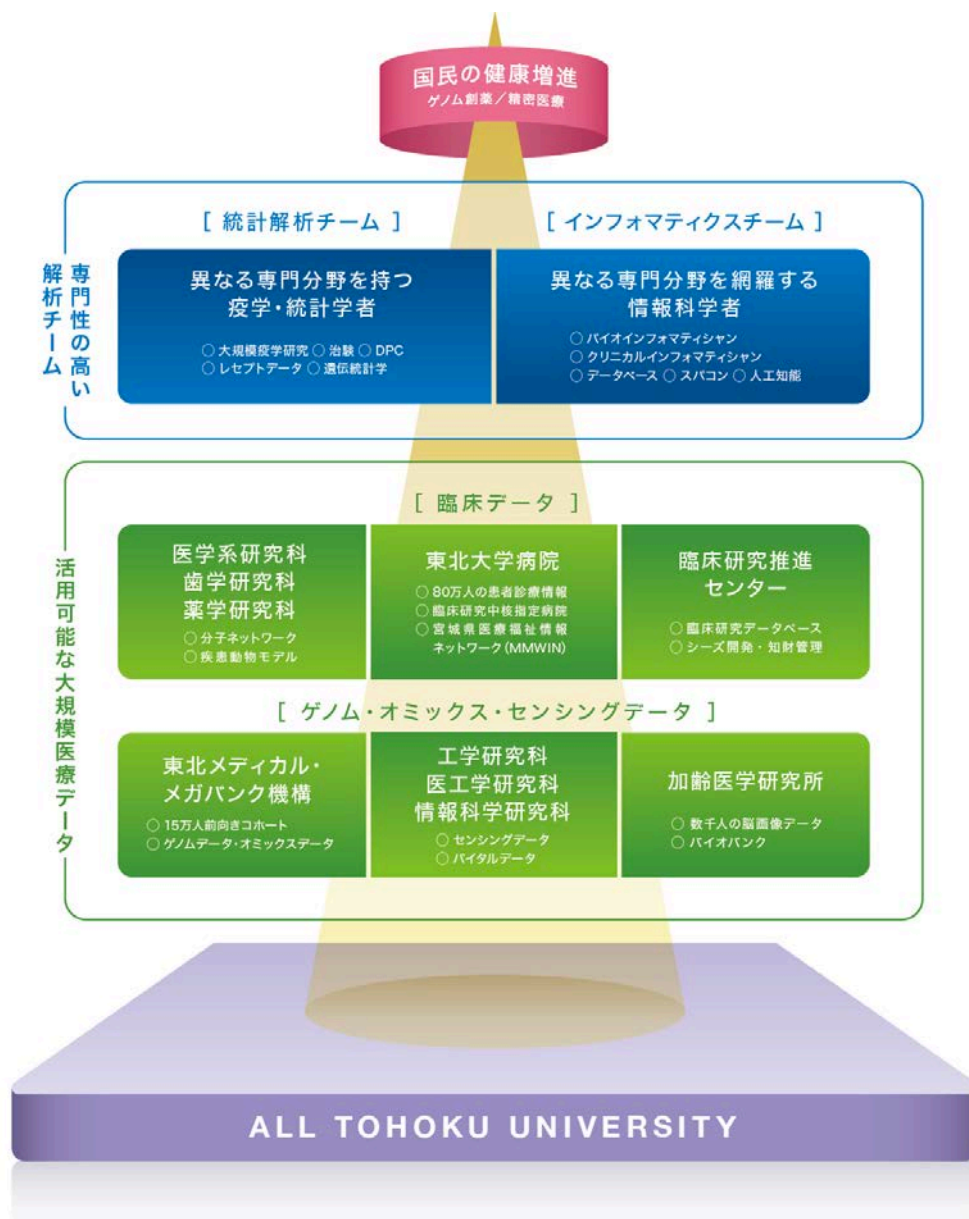 国民の健康増進
ゲノム創薬／精密医療
専門性の高い
解析チーム
[ 統計解析チーム ]
異なる専門分野を持つ
疫学・統計学者
○ 大規模疫学研究 ○ 治験 ○ DPC
○ レセプトデータ ○ 遺伝統計学
[ インフォマティクスチーム ]
異なる専門分野を網羅する
情報科学者
○ バイオインフォマティシャン
○ クリニカルインフォマティシャン
○ データベース ○ スパコン ○ 人工知能
活用可能な大規模医療データ
[ 臨床データ ]
医学系研究科
歯学研究科
薬学研究科
○ 分子ネットワーク
○ 疾患動物モデル
東北大学病院
○ 80万人の患者診療情報
○ 臨床研究中核指定病院
○ 宮城県医療福祉情報
ネットワーク(MMWIN)
臨床研究推進
センター
○ 臨床研究データベース
○ シーズ開発・知財管理
[ ゲノム・オミックス・センシングデータ ]
東北メディカル・
メガバンク機構
○ 15万人前向きコホート
○ ゲノムデータ・オミックスデータ
工学研究科
医工学研究科
情報科学研究科
○ センシングデータ
○ バイタルデータ
加齢医学研究所
○ 数千人の脳画像データ
○ バイオバンク
ALL TOHOKU UNIVERSITY